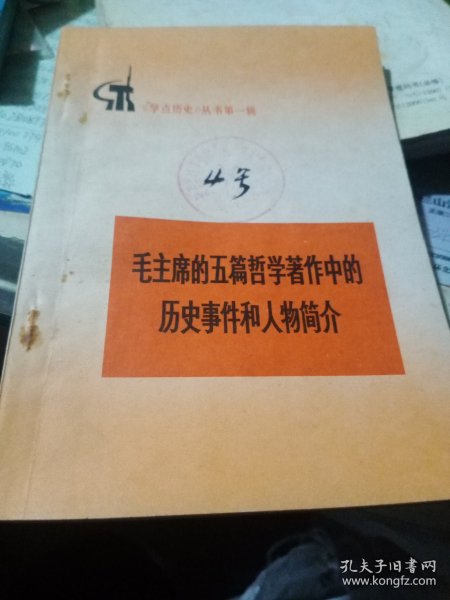 《学点历史》丛书第一辑
4号
毛主席的五篇哲学著作中的
历史事件和人物简介
孔夫子旧书网
www.kongfz.com